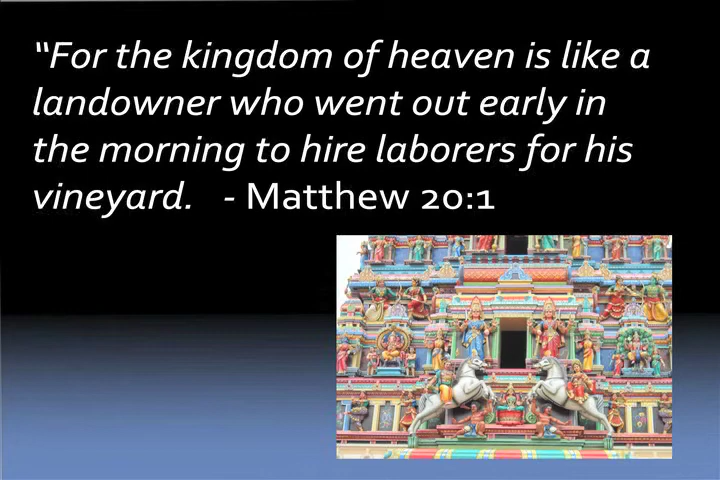 “For the kingdom of heaven is like a
landowner who went out early in
the morning to hire laborers for his
vineyard.   - Matthew 20:1